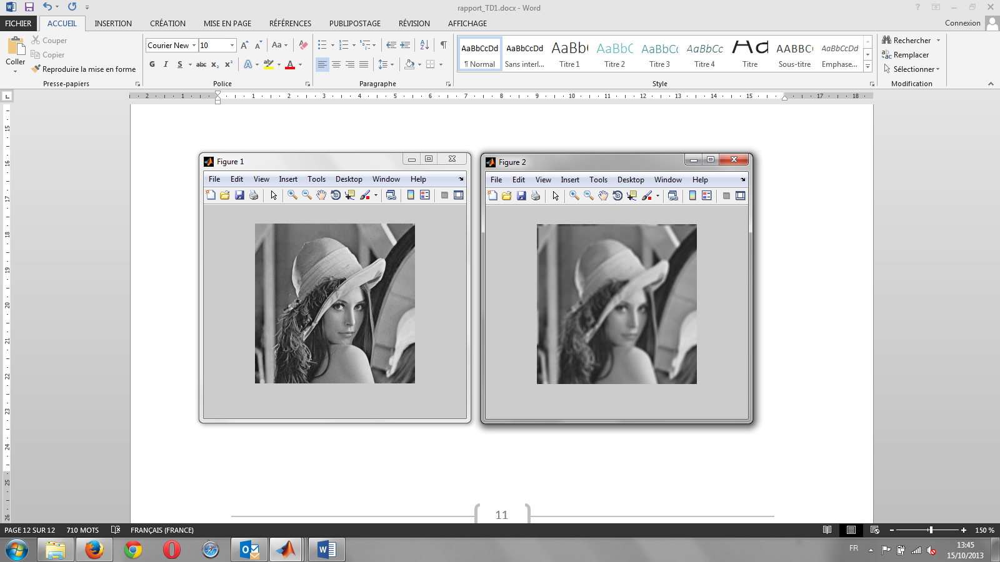 rapport_TD1.docx - Word
FICHIER ACCUEIL INSERTION CRÉATION MISE EN PAGE RÉFÉRENCES PUBLIPOSTAGE RÉVISION AFFICHAGE Connexion
Coller
Couper
Copier
Reproduire la mise en forme
Presse-papiers
Courier New 10
G I S abc x₂ x²
Police
Paragraphe
AaBbCcDd AaBbCcDd AaBb( AaBbC AaBbCc AaBbCc Aa AABBC( AaBbCcDd
¶ Normal Sans interl... Titre 1 Titre 2 Titre 3 Titre 4 Titre Sous-titre Emphase...
Style
Rechercher
Remplacer
Sélectionner
Modification
2 1 1 2 3 4 5 6 7 8 9 10 11 12 13 14 15 17 18
15
16
17
18
19
20
21
22
23
24
25
26
Figure 1
File Edit View Insert Tools Desktop Window Help
Figure 2
File Edit View Insert Tools Desktop Window Help
11
PAGE 12 SUR 12 710 MOTS FRANÇAIS (FRANCE) 150 %
FR
13:45
15/10/2013